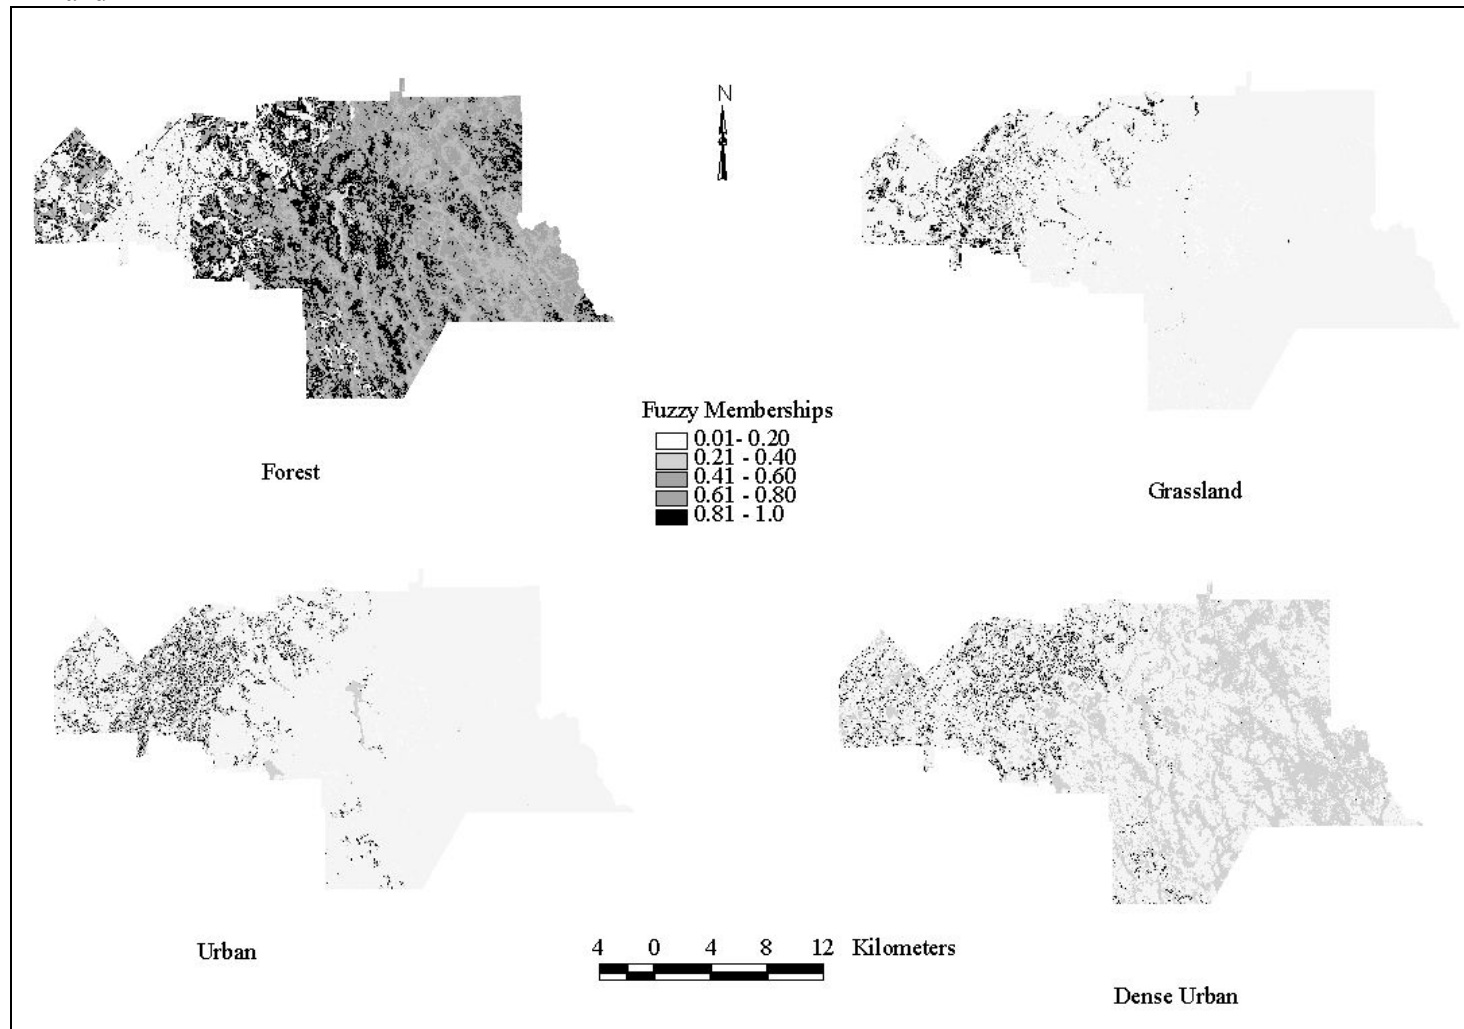 N
Fuzzy Memberships
0.01- 0.20
0.21 - 0.40
0.41 - 0.60
0.61 - 0.80
0.81 - 1.0
Forest
Grassland
Urban
4 0 4 8 12 Kilometers
Dense Urban